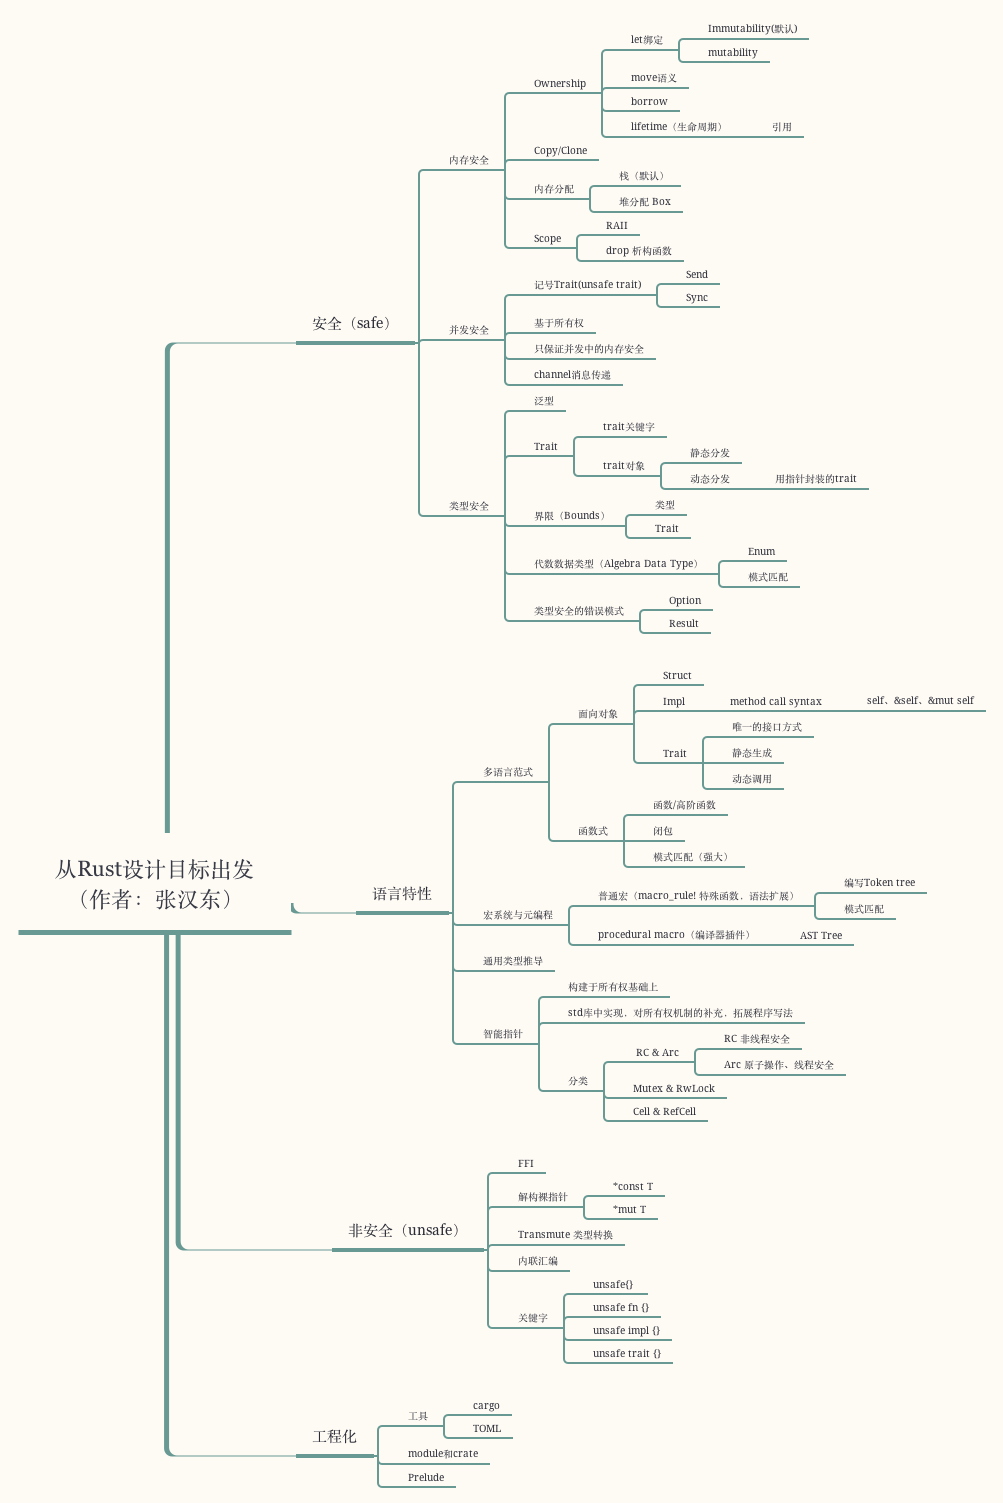 从Rust设计目标出发
（作者：张汉东）
安全（safe）
内存安全
Ownership
let绑定
Immutability(默认)
mutability
move语义
borrow
lifetime（生命周期）
引用
Copy/Clone
内存分配
栈（默认）
堆分配 Box
Scope
RAII
drop 析构函数
并发安全
记号Trait(unsafe trait)
Send
Sync
基于所有权
只保证并发中的内存安全
channel消息传递
类型安全
泛型
Trait
trait关键字
trait对象
静态分发
动态分发
用指针封装的trait
界限（Bounds）
类型
Trait
代数数据类型（Algebra Data Type）
Enum
模式匹配
类型安全的错误模式
Option
Result
语言特性
多语言范式
面向对象
Struct
Impl
method call syntax
self、&self、&mut self
Trait
唯一的接口方式
静态生成
动态调用
函数式
函数/高阶函数
闭包
模式匹配（强大）
宏系统与元编程
普通宏（macro_rule! 特殊函数．语法扩展）
编写Token tree
模式匹配
procedural macro（编译器插件）
AST Tree
通用类型推导
智能指针
构建于所有权基础上
std库中实现．对所有权机制的补充．拓展程序写法
分类
RC & Arc
RC 非线程安全
Arc 原子操作、线程安全
Mutex & RwLock
Cell & RefCell
非安全（unsafe）
FFI
解构裸指针
*const T
*mut T
Transmute 类型转换
内联汇编
关键字
unsafe{}
unsafe fn {}
unsafe impl {}
unsafe trait {}
工程化
工具
cargo
TOML
module和crate
Prelude